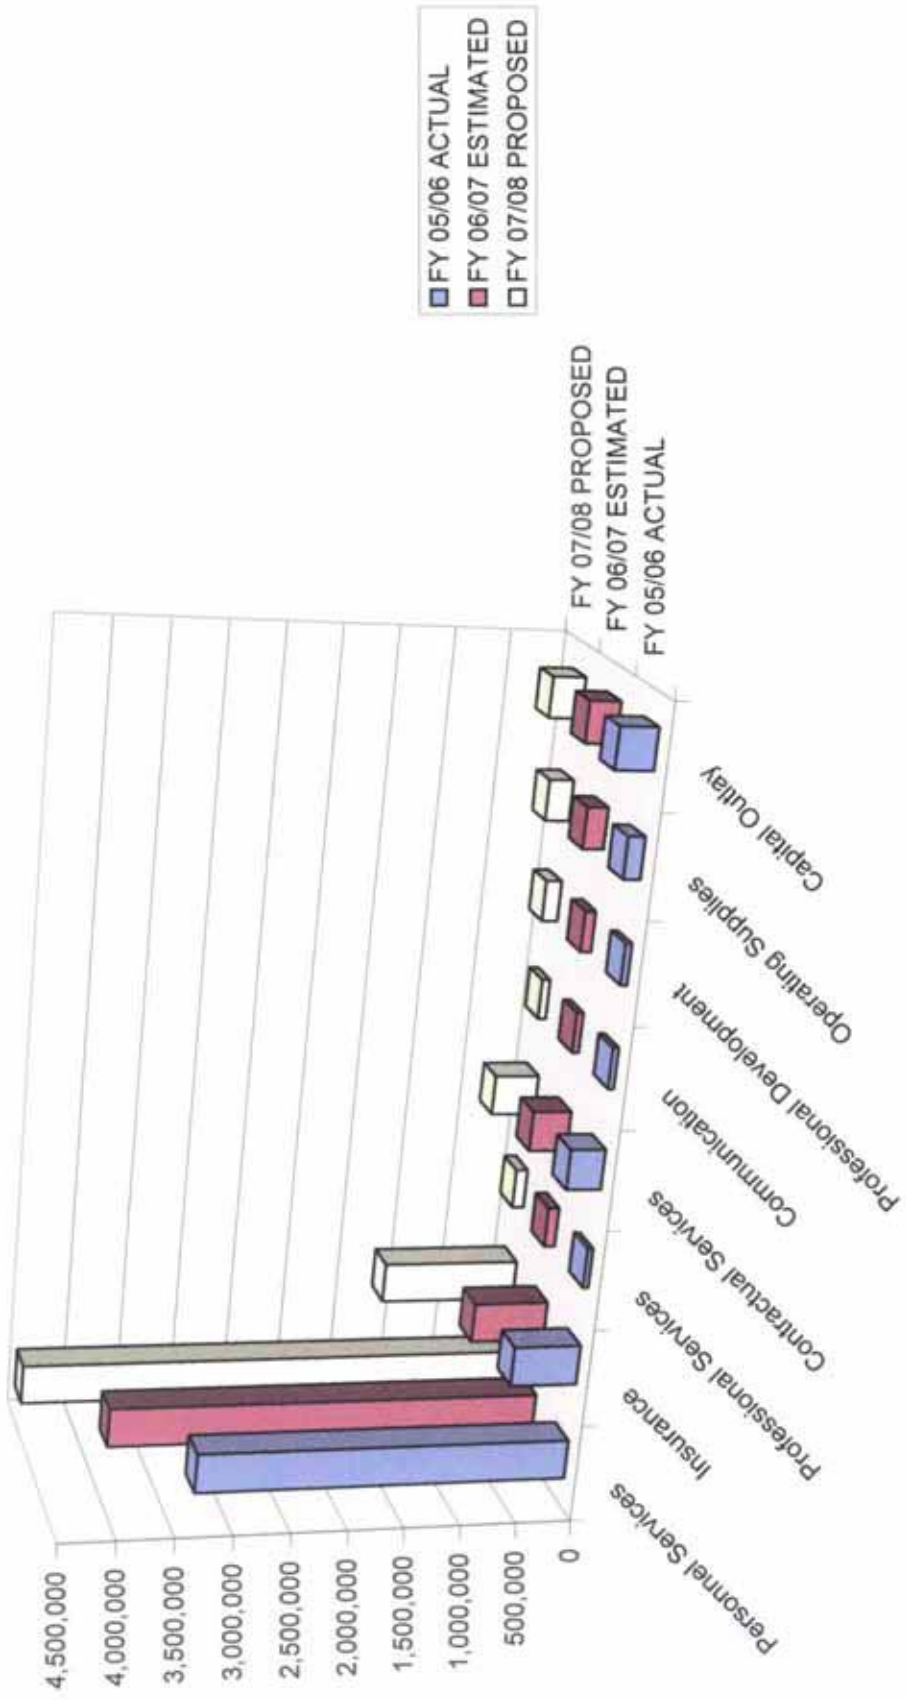 4,500,000
4,000,000
3,500,000
3,000,000
2,500,000
2,000,000
1,500,000
1,000,000
500,000
0
Personnel Services
Insurance
Professional Services
Contractual Services
Communication
Professional Development
Operating Supplies
Capital Outlay
FY 07/08 PROPOSED
FY 06/07 ESTIMATED
FY 05/06 ACTUAL
FY 05/06 ACTUAL
FY 06/07 ESTIMATED
FY 07/08 PROPOSED